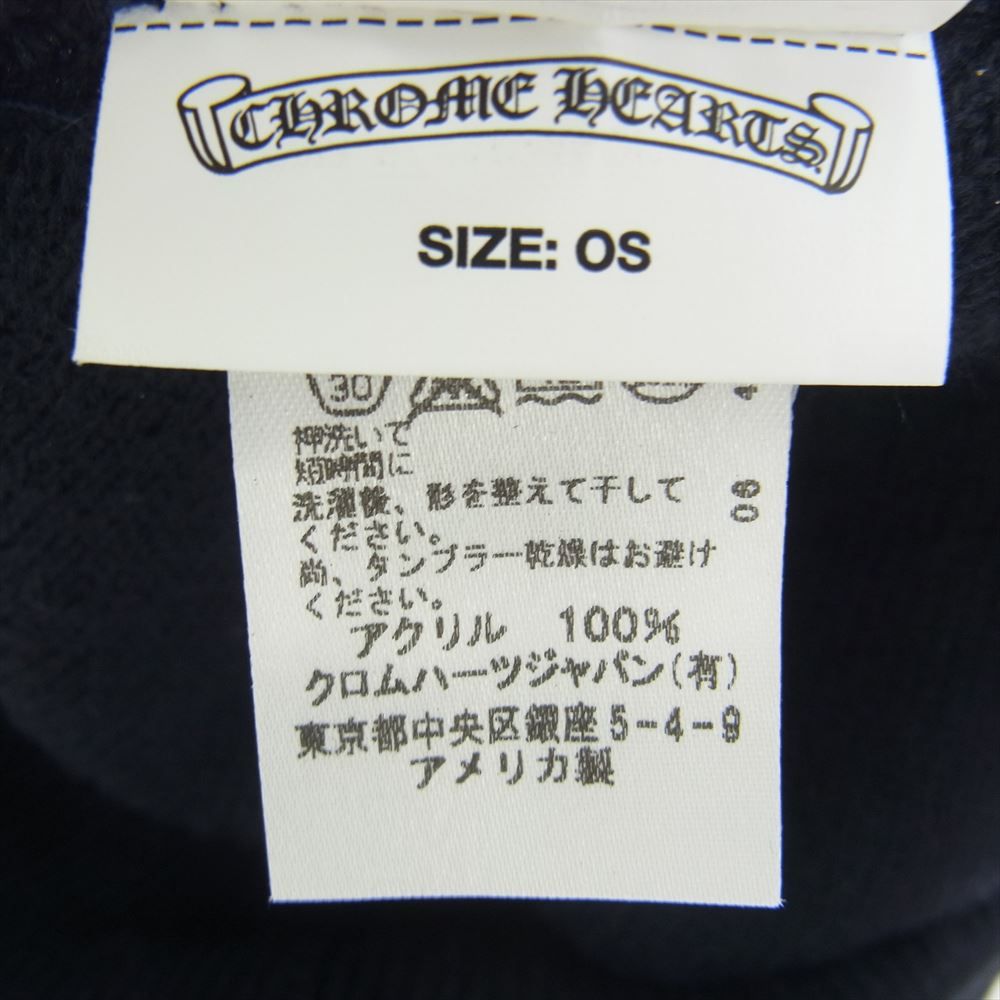 CHROME HEARTS
SIZE: OS
30
押洗いで
短時間に
洗濯後、形を整えて干して
ください。
尚、タンブラー乾燥はお避け
ください。
アクリル 100%
クロムハーツジャパン(有)
東京都中央区銀座5-4-9
アメリカ製